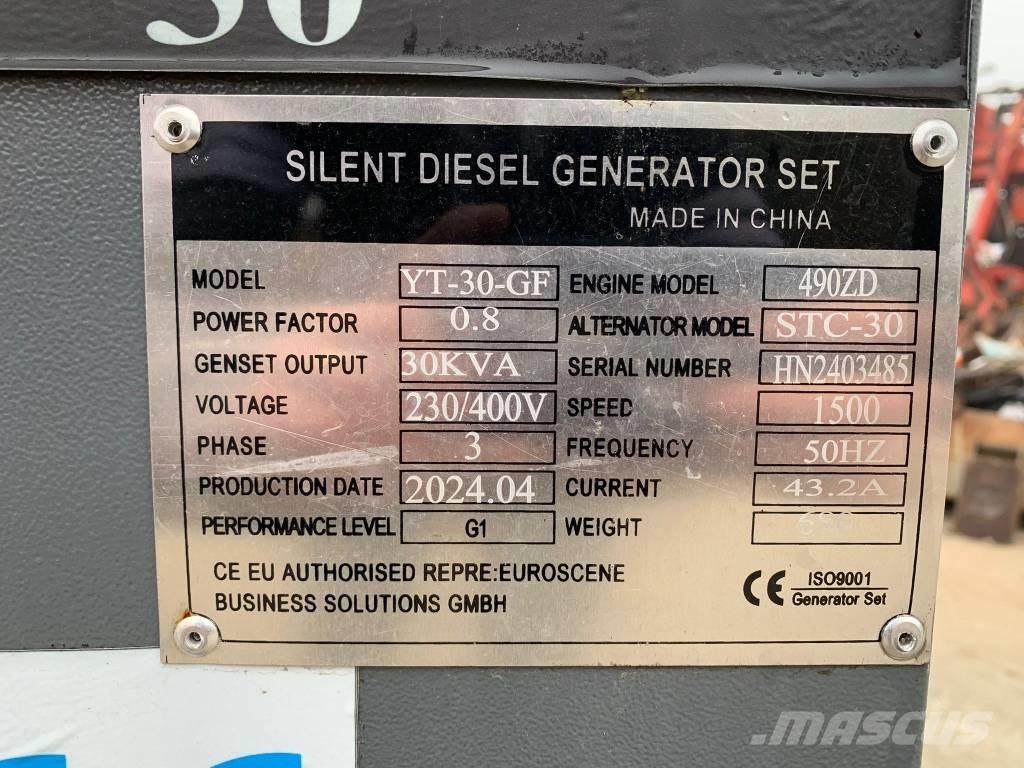 30
SILENT DIESEL GENERATOR SET
MADE IN CHINA
MODEL YT-30-GF ENGINE MODEL 490ZD
POWER FACTOR 0.8 ALTERNATOR MODEL STC-30
GENSET OUTPUT 30KVA SERIAL NUMBER HN2403485
VOLTAGE 230/400V SPEED 1500
PHASE 3 FREQUENCY 50HZ
PRODUCTION DATE 2024.04 CURRENT 43.2A
PERFORMANCE LEVEL G1 WEIGHT
CE EU AUTHORISED REPRE:EUROSCENE
BUSINESS SOLUTIONS GMBH
CE ISO9001
Generator Set
MASCUS